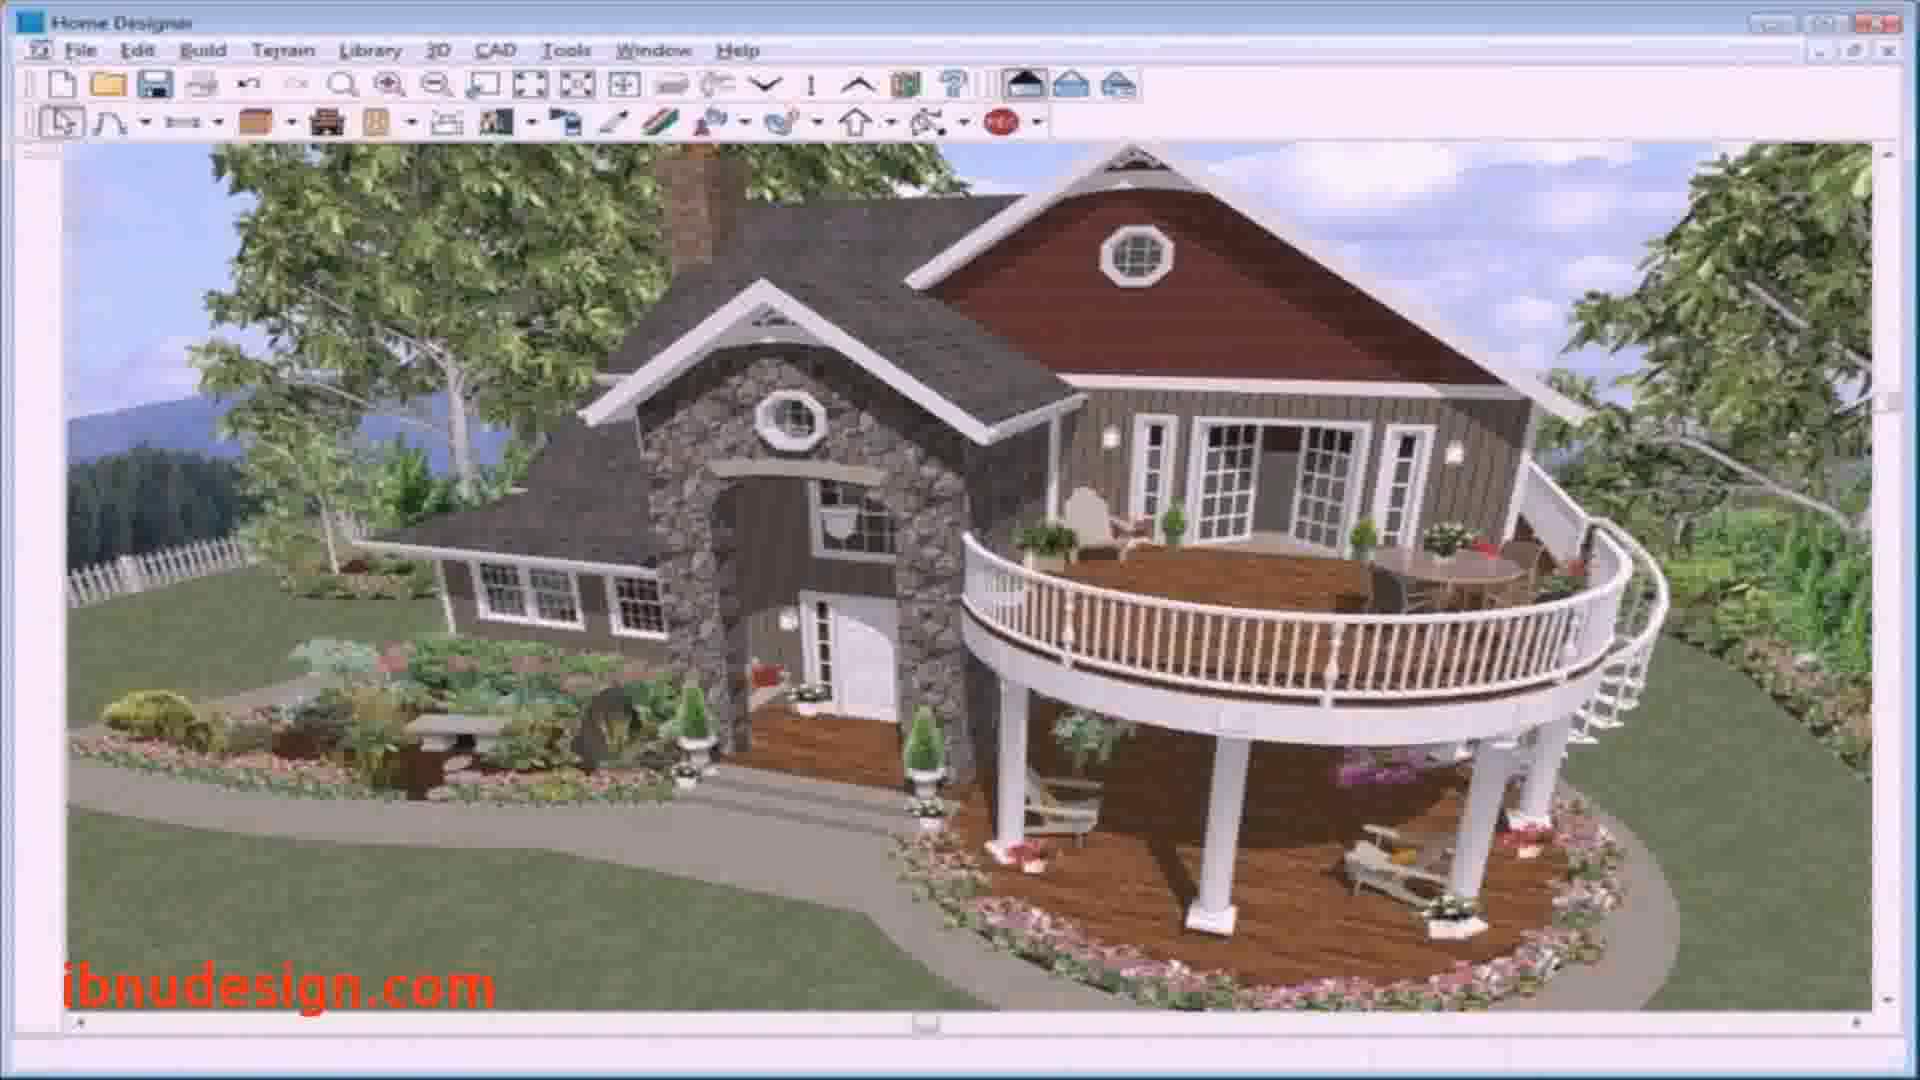 Home Designer
File Edit Build Terrain Library 3D CAD Tools Window Help
ibnudesign.com